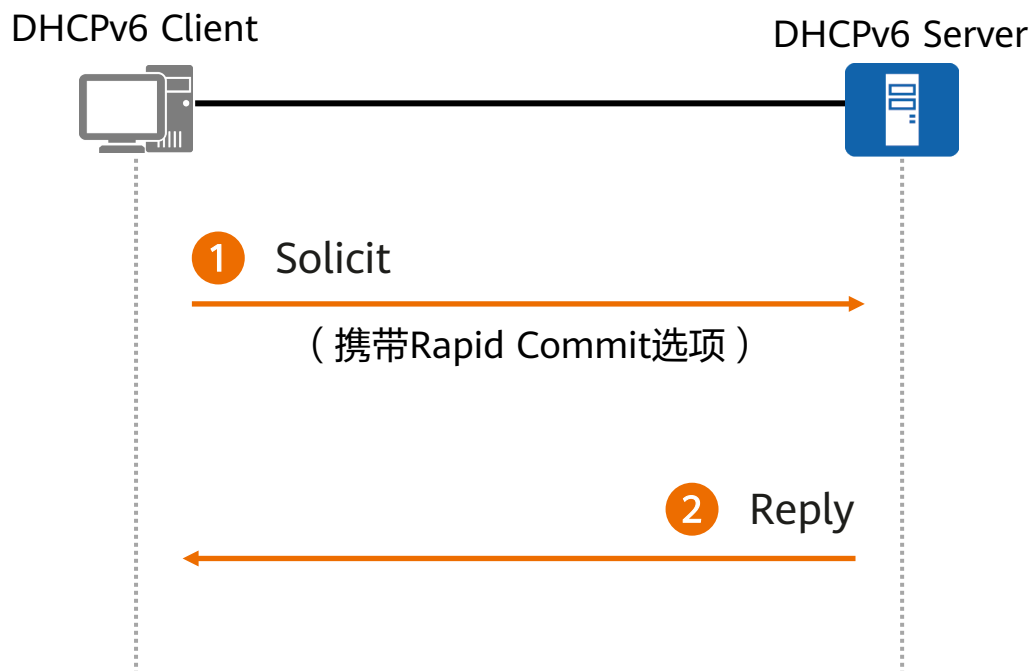 DHCPv6 Client
DHCPv6 Server
1 Solicit
（携带Rapid Commit选项）
2 Reply